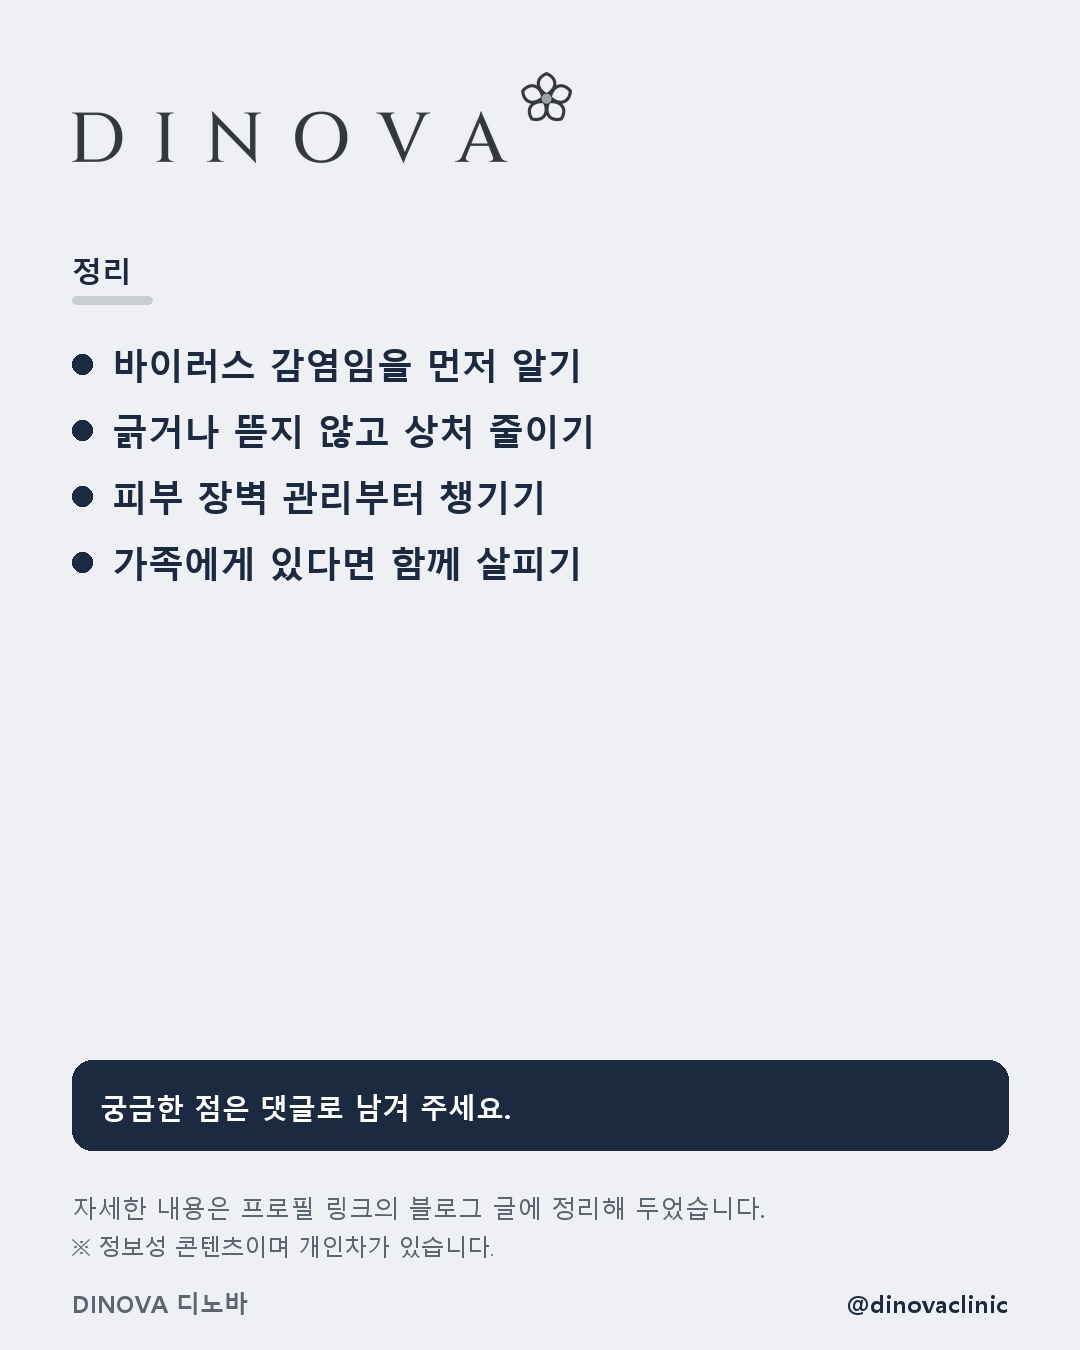 DINOVA
정리
● 바이러스 감염임을 먼저 알기
● 긁거나 뜯지 않고 상처 줄이기
● 피부 장벽 관리부터 챙기기
● 가족에게 있다면 함께 살피기
궁금한 점은 댓글로 남겨 주세요.
자세한 내용은 프로필 링크의 블로그 글에 정리해 두었습니다.
※ 정보성 콘텐츠이며 개인차가 있습니다.
DINOVA 디노바
@dinovaclinic